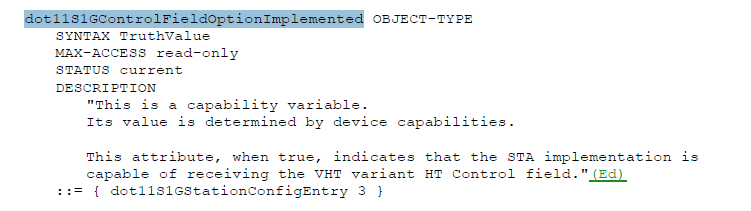 dot11S1GControlFieldOptionImplemented OBJECT-TYPE
SYNTAX TruthValue
MAX-ACCESS read-only
STATUS current
DESCRIPTION
"This is a capability variable.
Its value is determined by device capabilities.
This attribute, when true, indicates that the STA implementation is
capable of receiving the VHT variant HT Control field."(Ed)
::= { dot11S1GStationConfigEntry 3 }